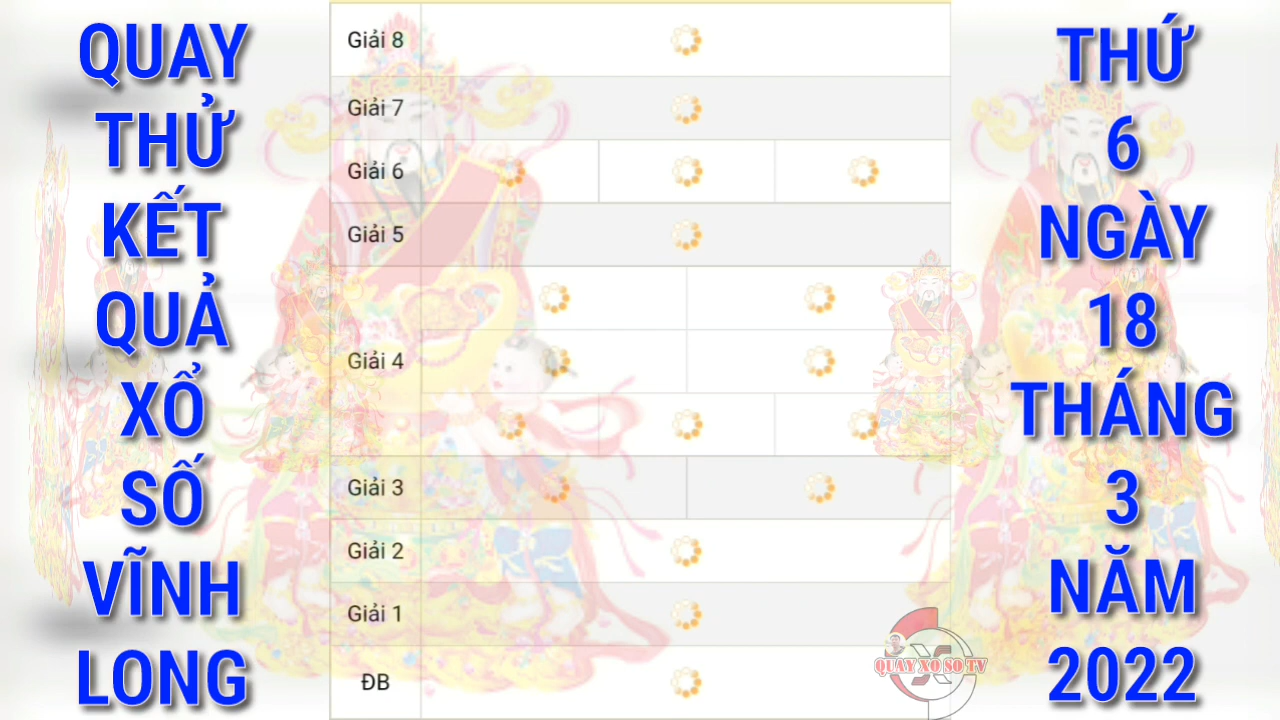 QUAY
THỬ
KẾT
QUẢ
XỔ
SỐ
VĨNH
LONG
Giải 8
Giải 7
Giải 6
Giải 5
Giải 4
Giải 3
Giải 2
Giải 1
ĐB
THỨ
6
NGÀY
18
THÁNG
3
NĂM
2022
QUAY XO SO TV